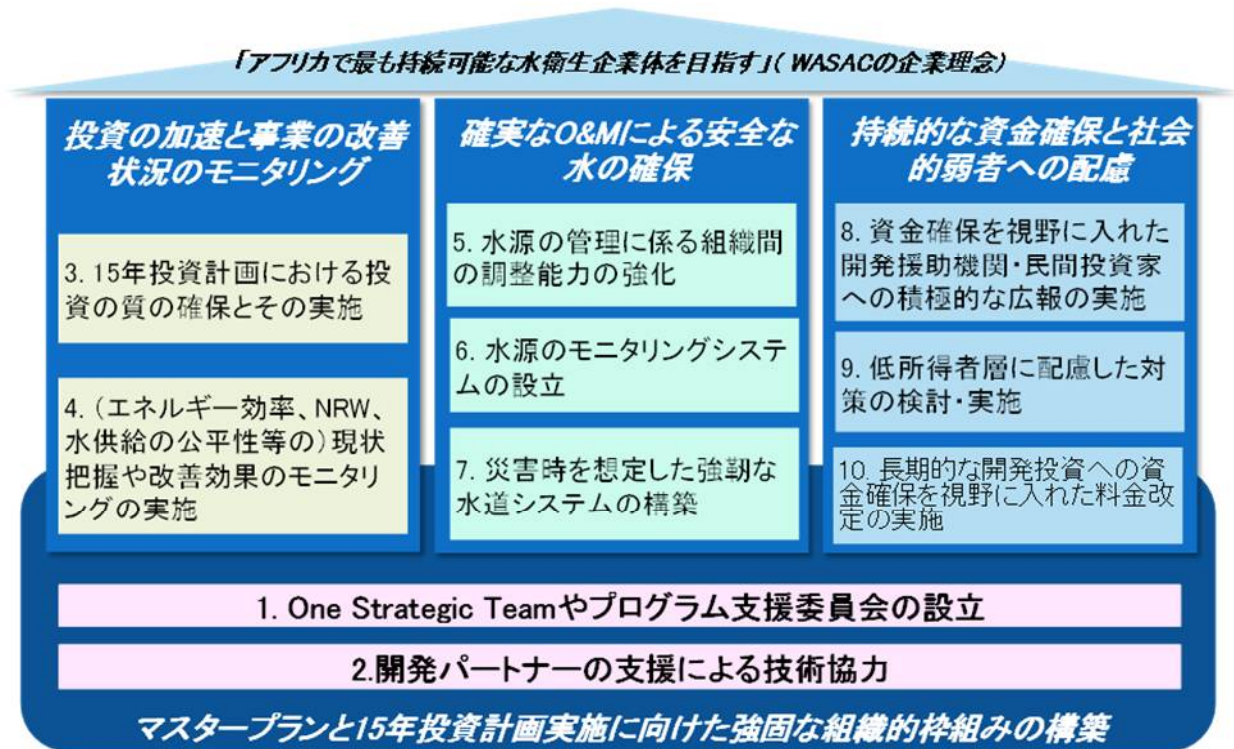 「アフリカで最も持続可能な水衛生企業体を目指す」( WASACの企業理念)
投資の加速と事業の改善
状況のモニタリング
3. 15年投資計画における投
資の質の確保とその実施
4. (エネルギー効率、NRW、
水供給の公平性等の)現状
把握や改善効果のモニタリ
ングの実施
確実なO&Mによる安全な
水の確保
5. 水源の管理に係る組織間
の調整能力の強化
6. 水源のモニタリングシステ
ムの設立
7. 災害時を想定した強靭な
水道システムの構築
持続的な資金確保と社会
的弱者への配慮
8. 資金確保を視野に入れた
開発援助機関・民間投資家
への積極的な広報の実施
9. 低所得者層に配慮した対
策の検討・実施
10. 長期的な開発投資への資
金確保を視野に入れた料金改
定の実施
1. One Strategic Teamやプログラム支援委員会の設立
2.開発パートナーの支援による技術協力
マスタープランと15年投資計画実施に向けた強固な組織的枠組みの構築